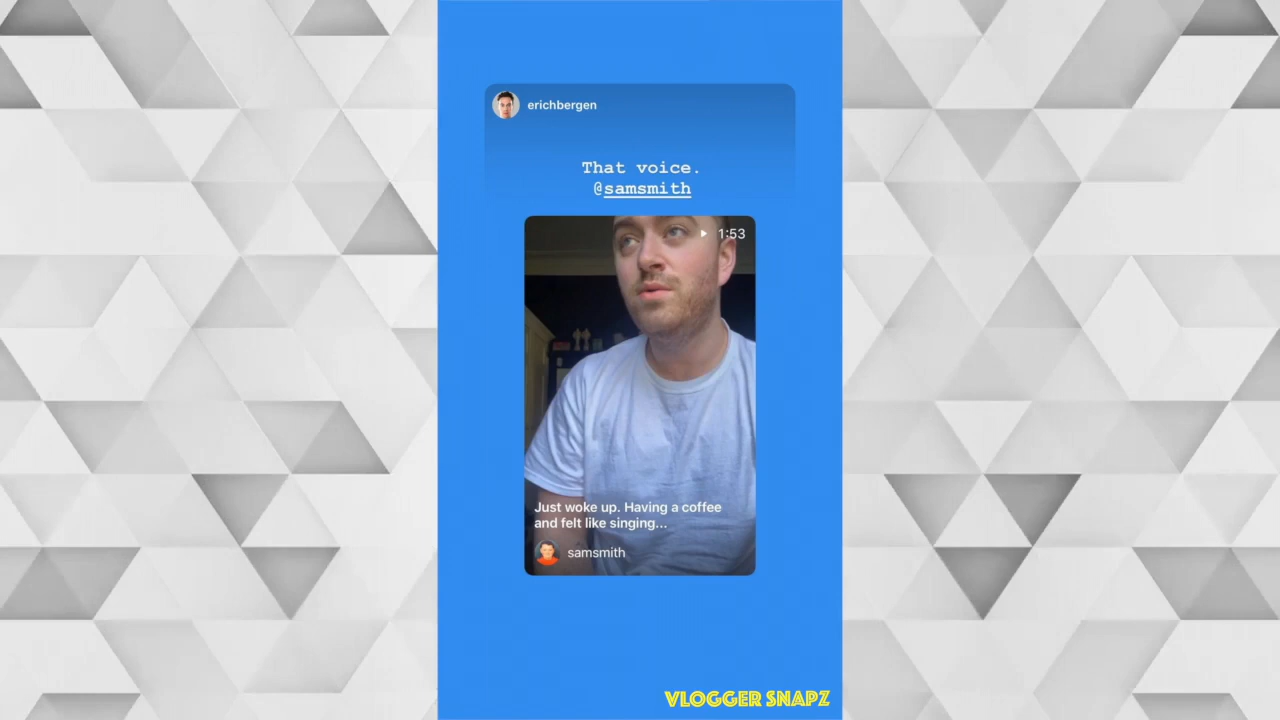 erichbergen
That voice.
@samsmith
1:53
Just woke up. Having a coffee
and felt like singing...
samsmith
VLOGGER SNAPZ